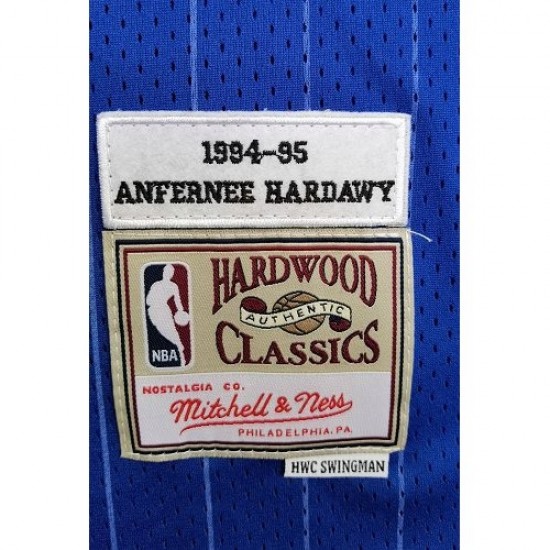 1994-95
ANFERNEE HARDAWY
HARDWOOD
AUTHENTIC
CLASSICS
NBA
NOSTALGIA CO.
Mitchell & Ness
PHILADELPHIA, PA.
HWC SWINGMAN